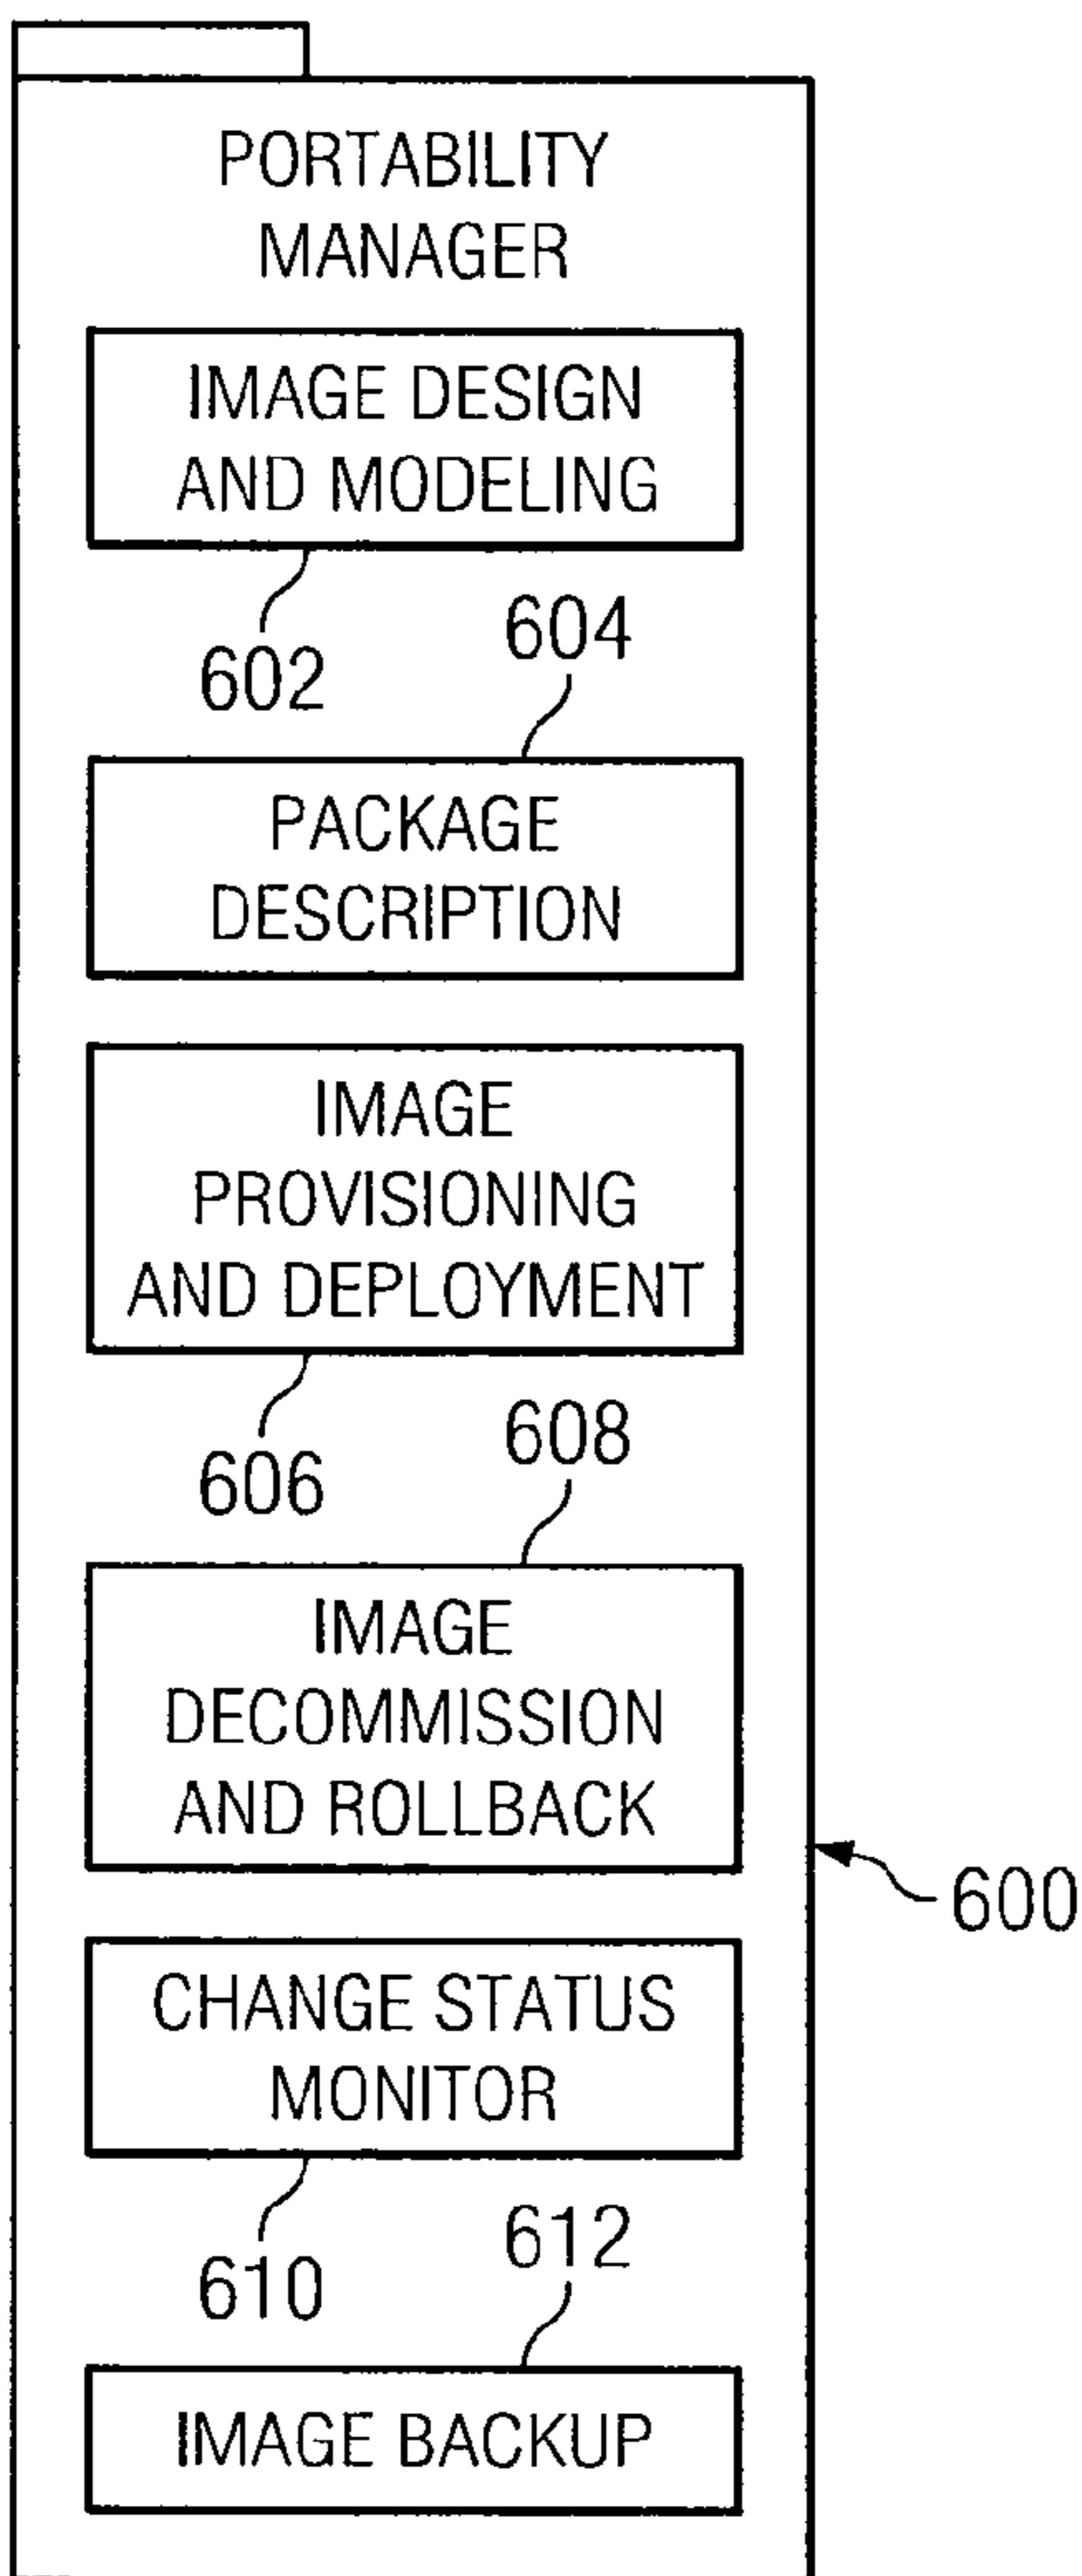 PORTABILITY
MANAGER
IMAGE DESIGN
AND MODELING
602
604
PACKAGE
DESCRIPTION
IMAGE
PROVISIONING
AND DEPLOYMENT
606
608
IMAGE
DECOMMISSION
AND ROLLBACK
600
CHANGE STATUS
MONITOR
610
612
IMAGE BACKUP